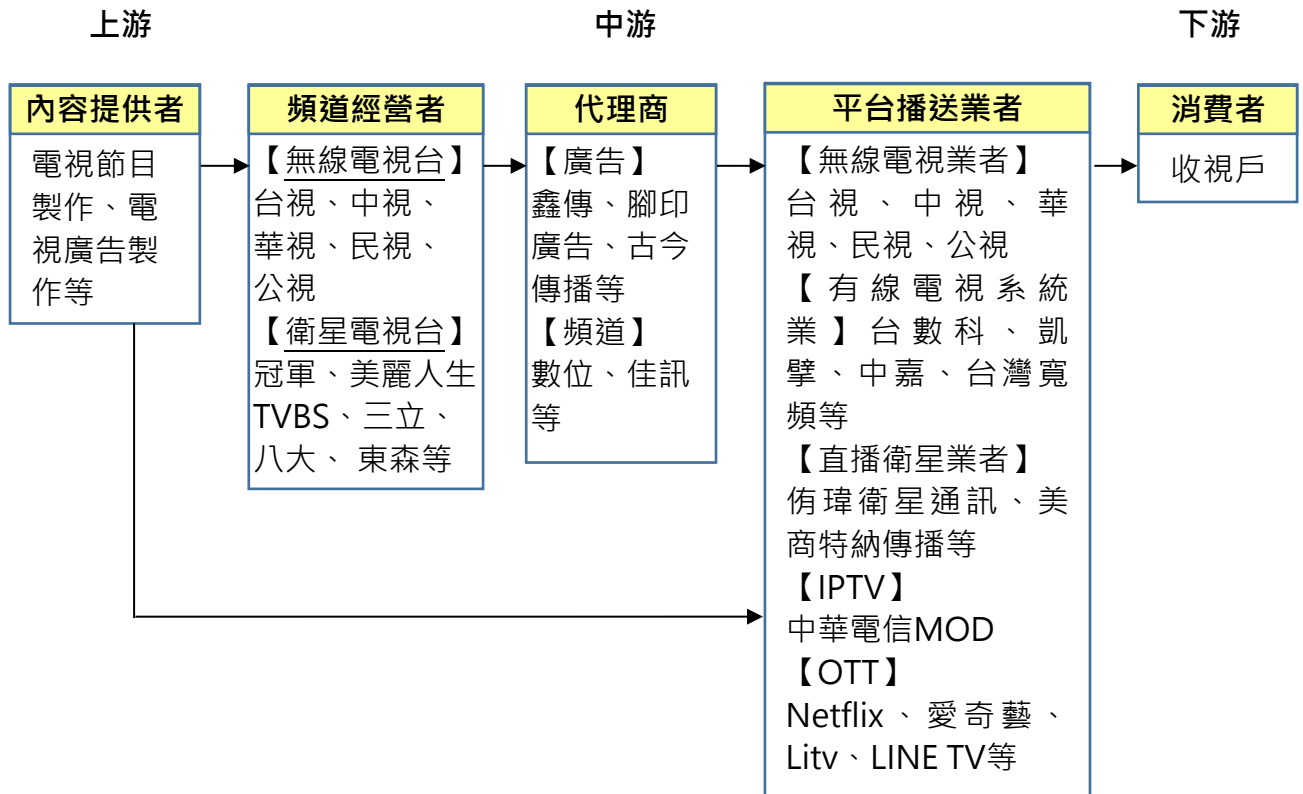 上游
中游
下游
內容提供者
電視節目
製作、電
視廣告製
作等
頻道經營者
【無線電視台】
台視、中視、
華視、民視、
公視
【衛星電視台】
冠軍、美麗人生
TVBS、三立、
八大、 東森等
代理商
【廣告】
鑫傳、腳印
廣告、古今
傳播等
【頻道】
數位、佳訊
等
平台播送業者
【無線電視業者】
台視、中視、華
視、民視、公視
【有線電視系統
業】台數科、凱
擘、中嘉、台灣寬
頻等
【直播衛星業者】
侑瑋衛星通訊、美
商特納傳播等
【IPTV】
中華電信MOD
【OTT】
Netflix、愛奇藝、
Litv、LINE TV等
消費者
收視戶